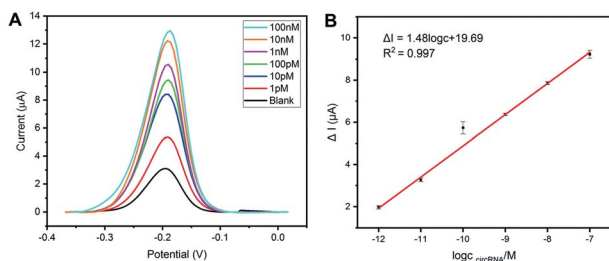 A
14
12
10
8
6
4
2
0
Current (μA)
-0.4
-0.3
-0.2
-0.1
0.0
Potential (V)
100nM
10nM
1nM
100pM
10pM
1pM
Blank
B
ΔI=1.48logc+19.69
R² = 0.997
10
8
6
4
2
Δ I (μA)
-12
-11
-10
-9
-8
-7
logc circRNA/M